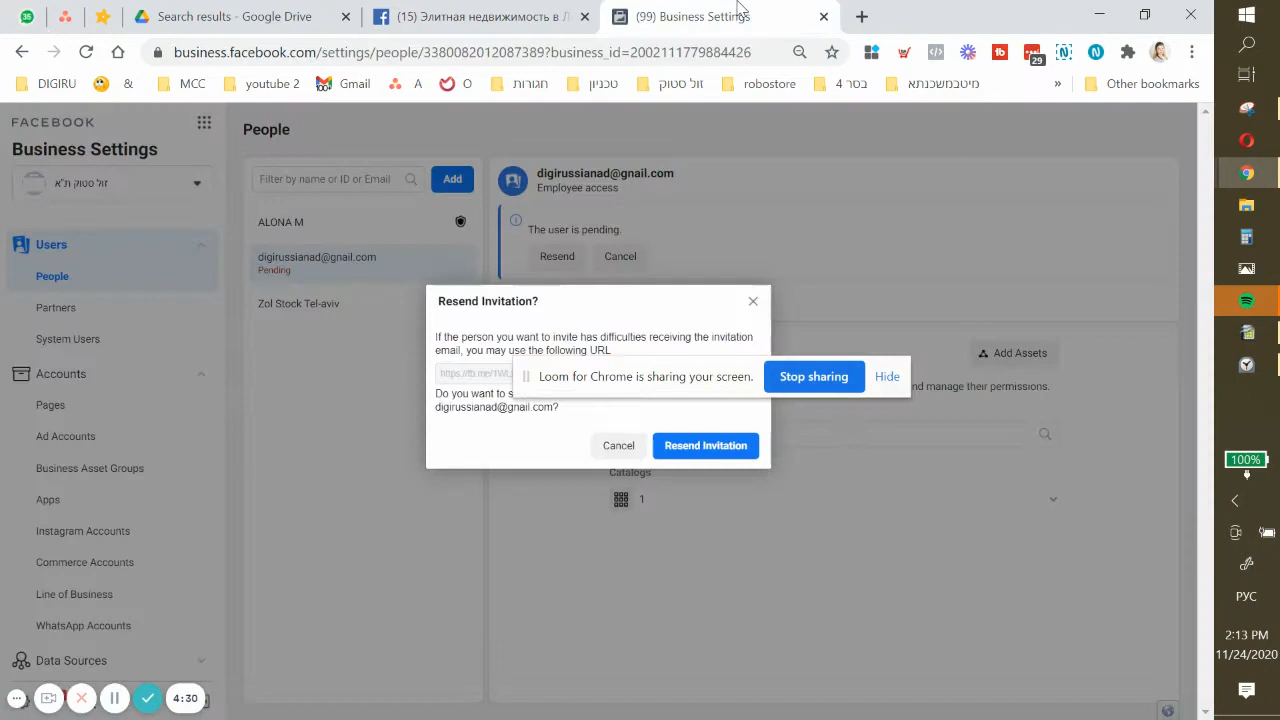 35
Search results - Google Drive
(15) Элитная недвижимость в Л
(99) Business Settings
business.facebook.com/settings/people/3380082012087389?business_id=2002111779884426
29
DIGIRU
&
MCC
youtube 2
Gmail
A
O
חגורות
טכניון
זול סטוק
robostore
בסר 4
מיטבמשכנתא
»
Other bookmarks
FACEBOOK
Business Settings
זול סטוק ת"א
Users
People
Partners
System Users
Accounts
Pages
Ad Accounts
Business Asset Groups
Apps
Instagram Accounts
Commerce Accounts
Line of Business
WhatsApp Accounts
Data Sources
People
Filter by name or ID or Email
Add
ALONA M
digirussianad@gnail.com
Pending
Zol Stock Tel-aviv
digirussianad@gnail.com
Employee access
The user is pending.
Resend
Cancel
Add Assets
nd manage their permissions.
Catalogs
1
Resend Invitation?
If the person you want to invite has difficulties receiving the invitation
email, you may use the following URL
Do you want to s
digirussianad@gnail.com?
Cancel
Resend Invitation
Loom for Chrome is sharing your screen.
Stop sharing
Hide
4:30
100%
РУС
2:13 PM
11/24/2020